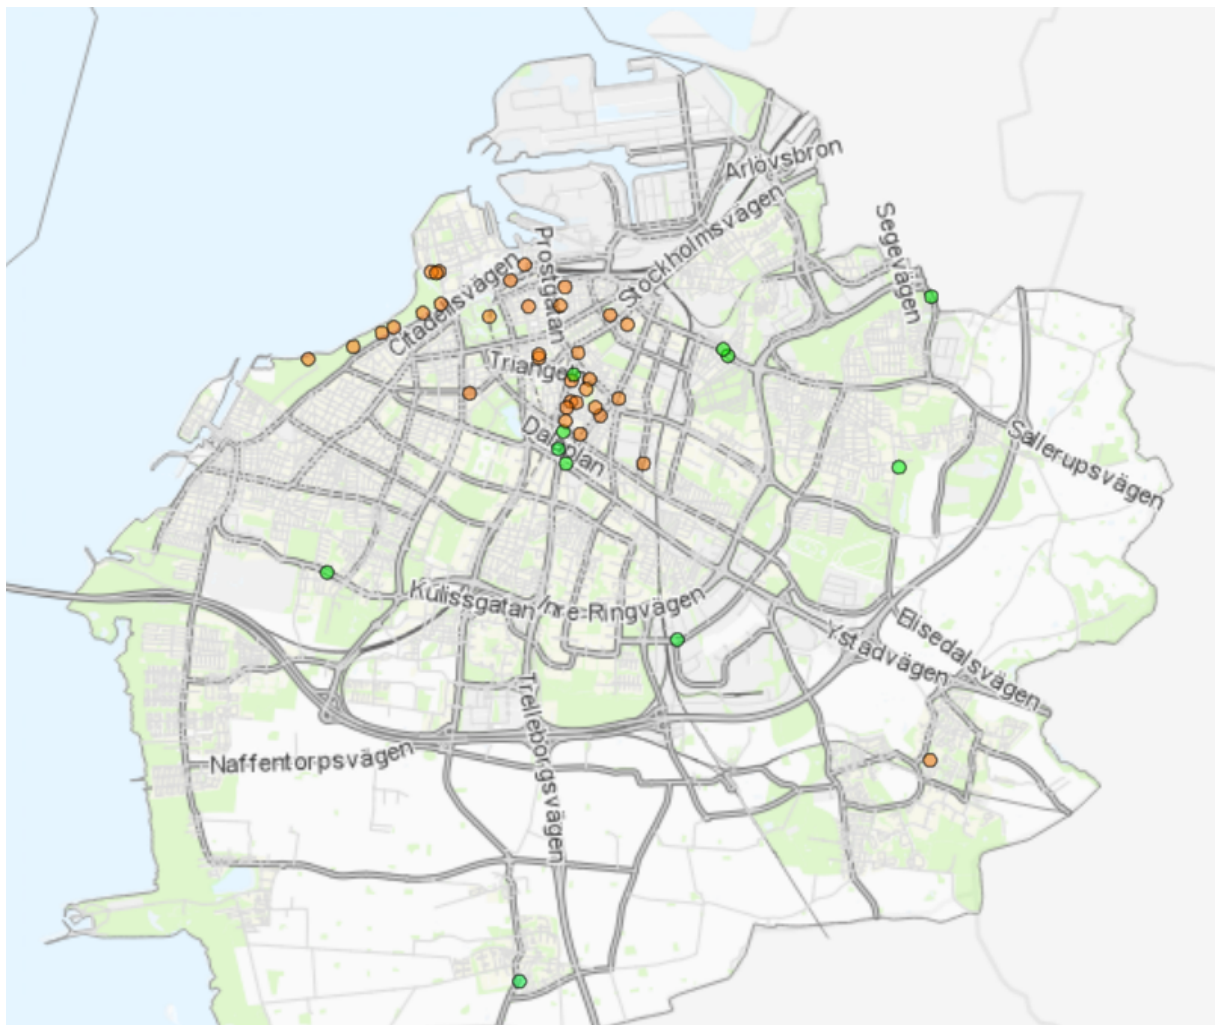 Arlövsbron
Stockholmsvägen
Segevägen
Prostgatan
Citadellsvägen
Triangeln
Dalaplan
Sallerupsvägen
Kulissgatan
Inre-Ringvägen
Elisedalsvägen
Ystadvägen
Trelleborgsvägen
Naffentorpsvägen